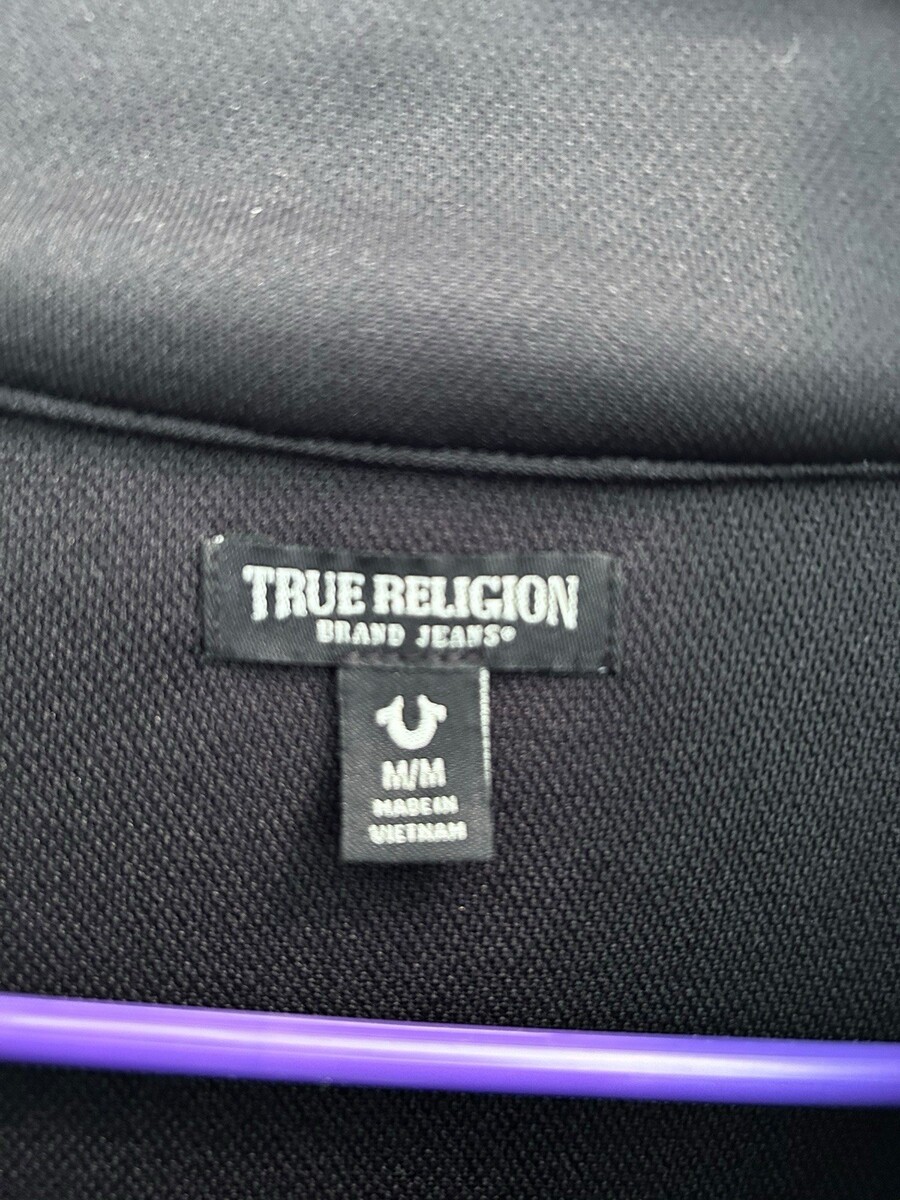 TRUE RELIGION
BRAND JEANS®
M/M
MADE IN
VIETNAM